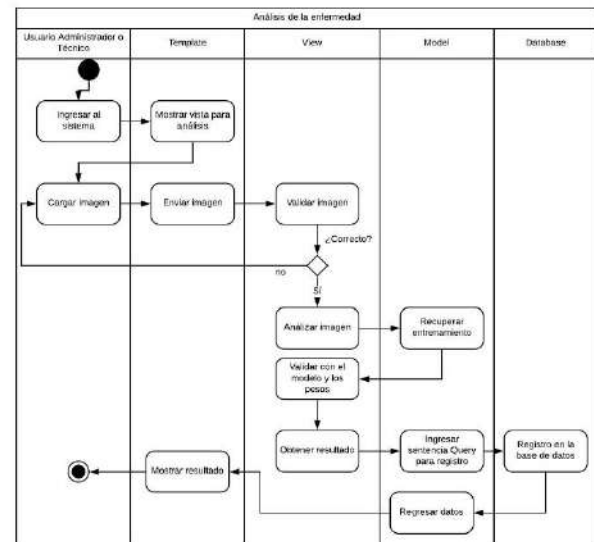 Análisis de la enfermedad
Usuario Administrador o
Técnico
Template
View
Model
Database
Ingresar al
sistema
Mostrar vista para
análisis
Cargar imagen
Enviar imagen
Validar imagen
¿Correcto?
no
Sí
Analizar imagen
Recuperar
entrenamiento
Validar con el
modelo y los
pesos
Obtener resultado
Ingresar
sentencia Query
para registro
Registro en la
base de datos
Mostrar resultado
Regresar datos